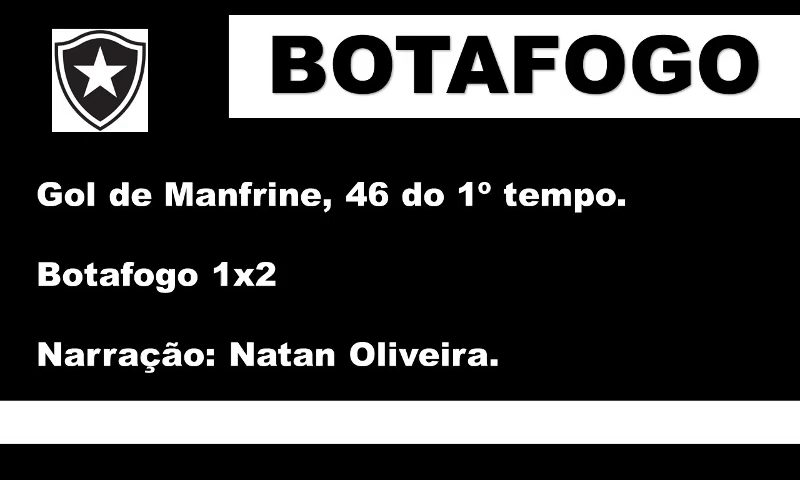 BOTAFOGO
Gol de Manfrine, 46 do 1º tempo.
Botafogo 1x2
Narração: Natan Oliveira.